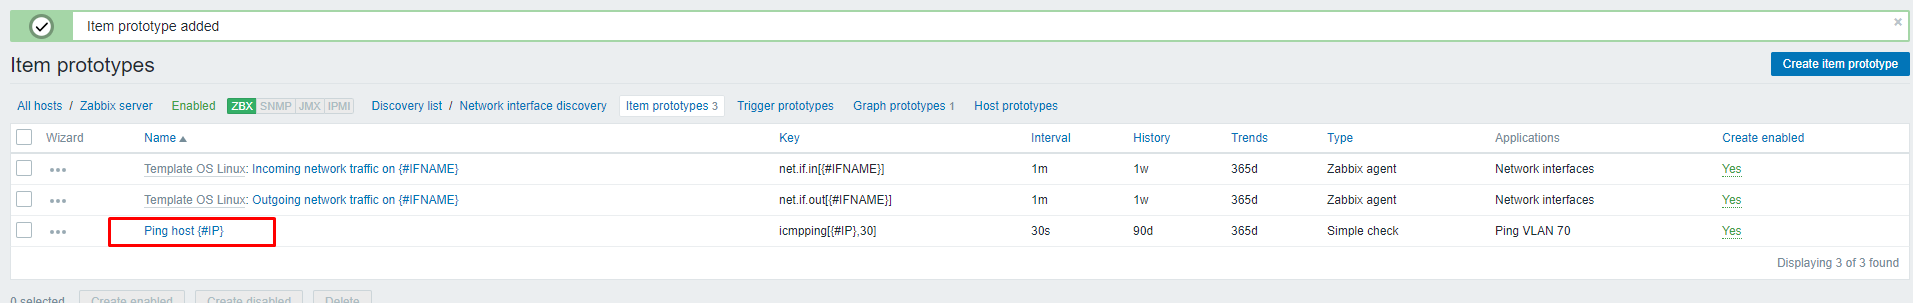 Item prototype added ×
Item prototypes Create item prototype
All hosts / Zabbix server Enabled ZBX SNMP JMX IPMI Discovery list / Network interface discovery Item prototypes 3 Trigger prototypes Graph prototypes 1 Host prototypes
Wizard Name ▲ Key Interval History Trends Type Applications Create enabled
••• Template OS Linux: Incoming network traffic on {#IFNAME} net.if.in[{#IFNAME}] 1m 1w 365d Zabbix agent Network interfaces Yes
••• Template OS Linux: Outgoing network traffic on {#IFNAME} net.if.out[{#IFNAME}] 1m 1w 365d Zabbix agent Network interfaces Yes
••• Ping host {#IP} icmpping[{#IP},30] 30s 90d 365d Simple check Ping VLAN 70 Yes
Displaying 3 of 3 found
0 selected Create enabled Create disabled Delete